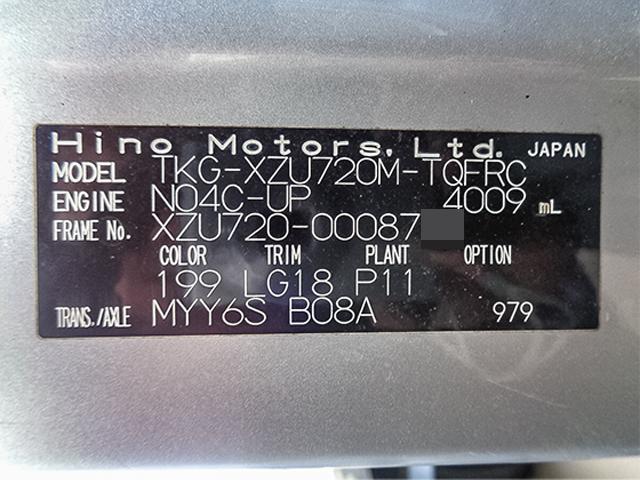 Hino Motors, Ltd. JAPAN
MODEL TKG-XZU720M-TQFRC
ENGINE N04C-UP 4009 mL
FRAME No. XZU720-00087
COLOR TRIM PLANT OPTION
199 LG18 P11
TRANS./AXLE MYY6S B08A 979